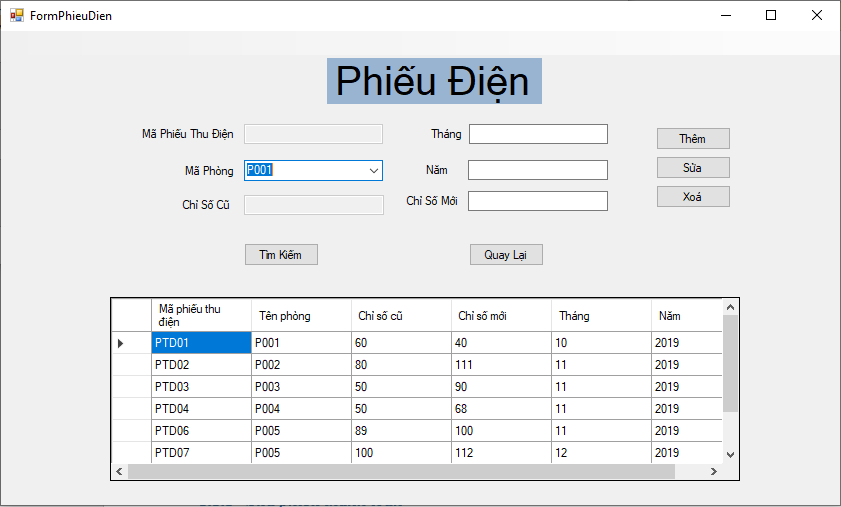 FormPhieuDien
Phiếu Điện
Mã Phiếu Thu Điện
Tháng
Thêm
Mã Phòng P001
Năm
Sửa
Chỉ Số Cũ
Chỉ Số Mới
Xoá
Tìm Kiếm
Quay Lại
Mã phiếu thu điện Tên phòng Chỉ số cũ Chỉ số mới Tháng Năm
PTD01 P001 60 40 10 2019
PTD02 P002 80 111 11 2019
PTD03 P003 50 90 11 2019
PTD04 P004 50 68 11 2019
PTD06 P005 89 100 11 2019
PTD07 P005 100 112 12 2019